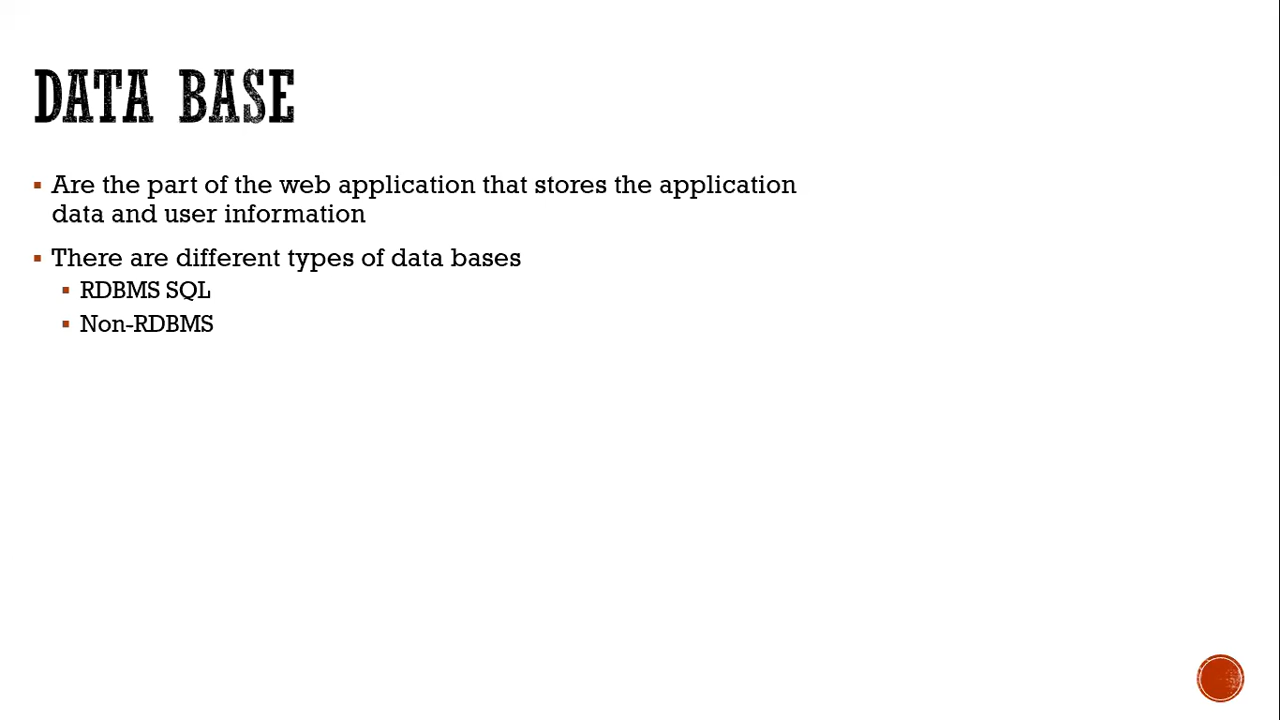 DATA BASE
Are the part of the web application that stores the application
data and user information
There are different types of data bases
RDBMS SQL
Non-RDBMS